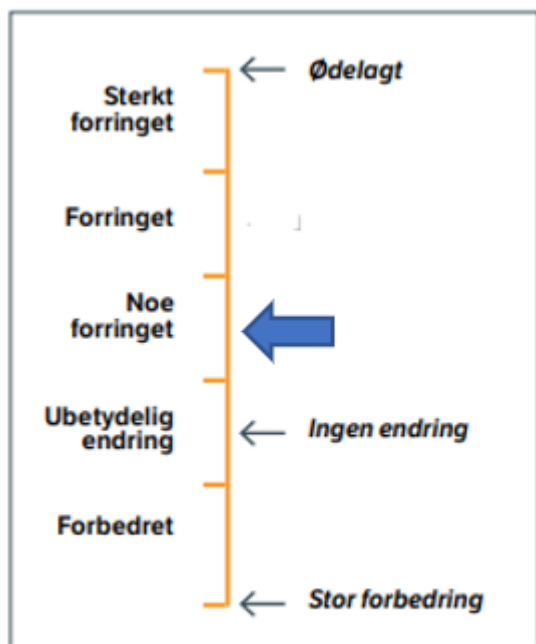 Ødelagt
Sterkt
forringet
Forringet
Noe
forringet
Ubetydelig
endring
Ingen endring
Forbedret
Stor forbedring